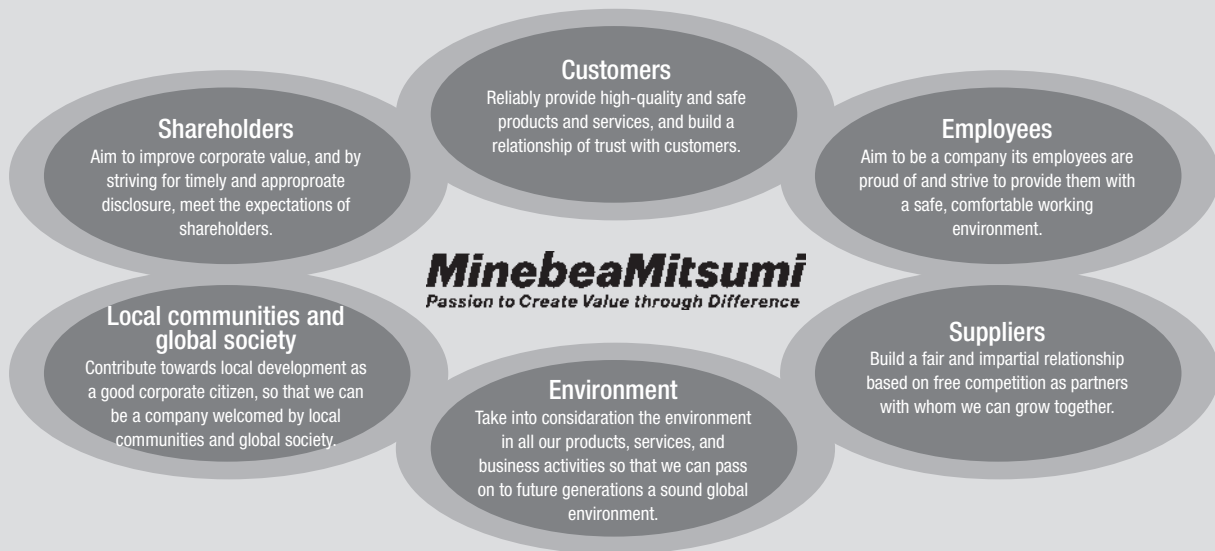 Customers
Reliably provide high-quality and safe
products and services, and build a
relationship of trust with customers.
Shareholders
Aim to improve corporate value, and by
striving for timely and approproate
disclosure, meet the expectations of
shareholders.
Employees
Aim to be a company its employees are
proud of and strive to provide them with
a safe, comfortable working
environment.
MinebeaMitsumi
Passion to Create Value through Difference
Local communities and
global society
Contribute towards local development as
a good corporate citizen, so that we can
be a company welcomed by local
communities and global society.
Suppliers
Build a fair and impartial relationship
based on free competition as partners
with whom we can grow together.
Environment
Take into considaration the environment
in all our products, services, and
business activities so that we can pass
on to future generations a sound global
environment.